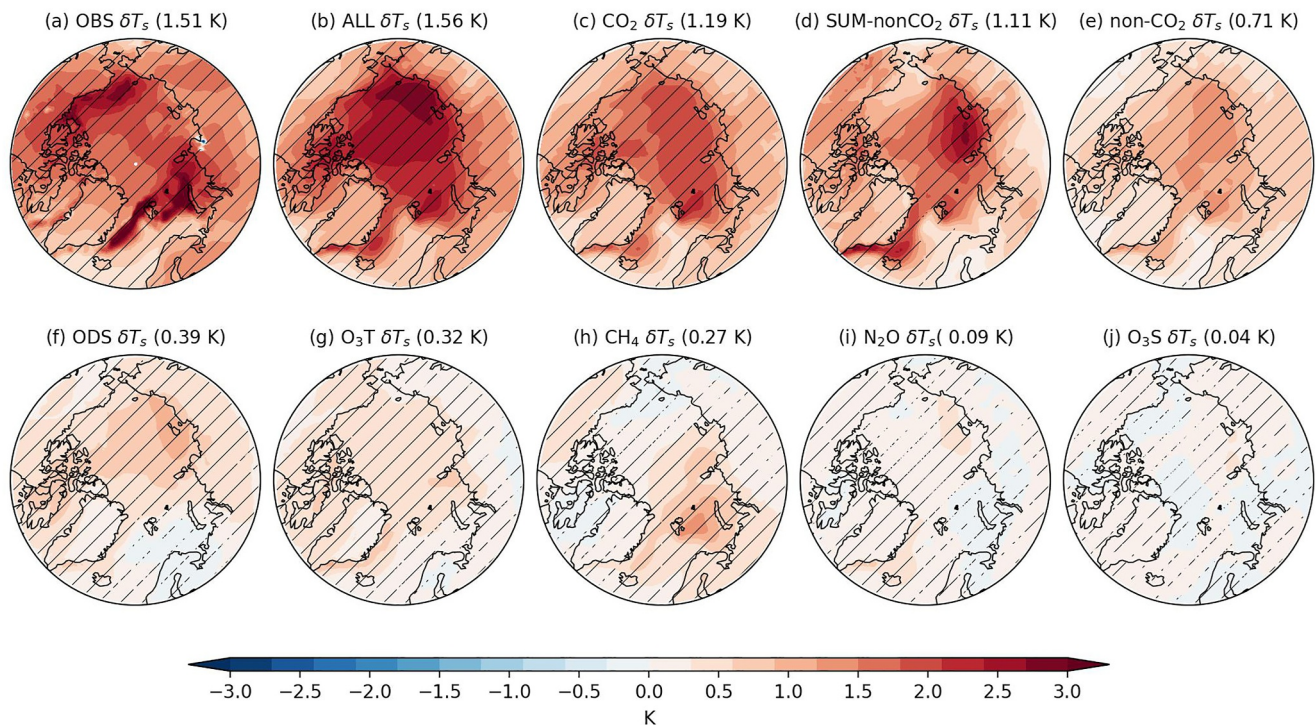 (a) OBS δTₛ (1.51 K)
(b) ALL δTₛ (1.56 K)
(c) CO₂ δTₛ (1.19 K)
(d) SUM-nonCO₂ δTₛ (1.11 K)
(e) non-CO₂ δTₛ (0.71 K)
(f) ODS δTₛ (0.39 K)
(g) O₃T δTₛ (0.32 K)
(h) CH₄ δTₛ (0.27 K)
(i) N₂O δTₛ( 0.09 K)
(j) O₃S δTₛ (0.04 K)
−3.0 −2.5 −2.0 −1.5 −1.0 −0.5 0.0 0.5 1.0 1.5 2.0 2.5 3.0
K